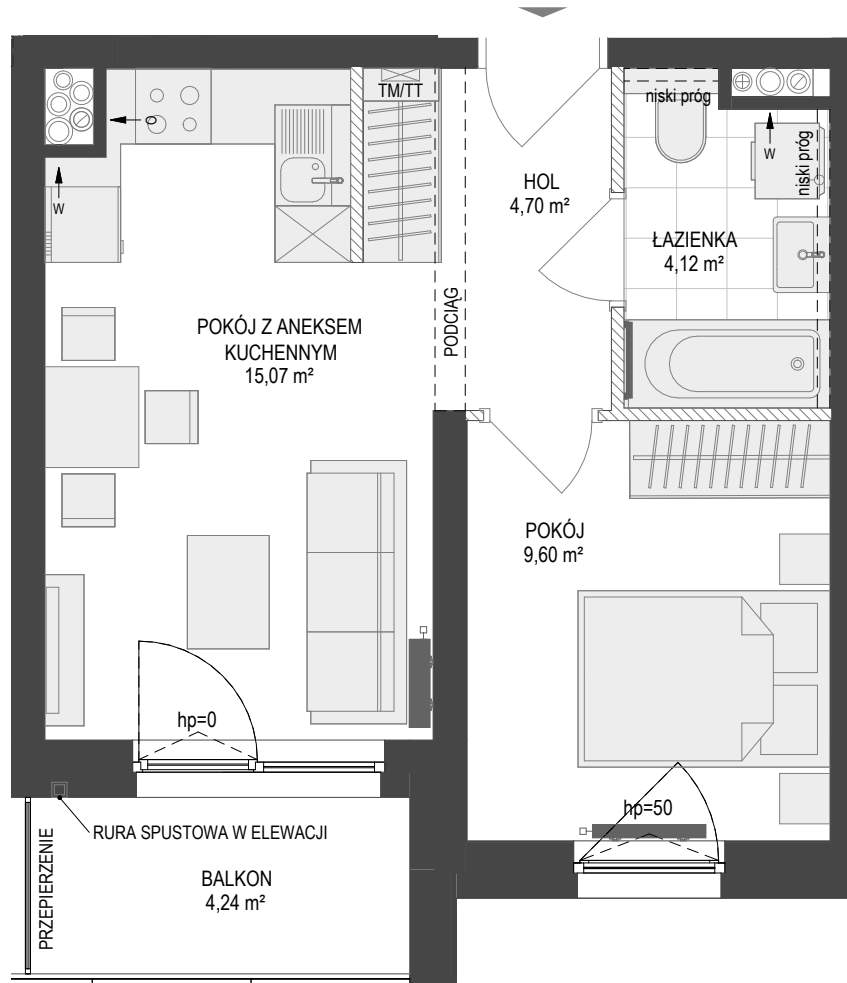 TM/TT
niski próg
niski próg
W
W
HOL
4,70 m²
ŁAZIENKA
4,12 m²
PODCIĄG
POKÓJ Z ANEKSEM
KUCHENNYM
15,07 m²
POKÓJ
9,60 m²
hp=0
hp=50
RURA SPUSTOWA W ELEWACJI
PRZEPIERZENIE
BALKON
4,24 m²